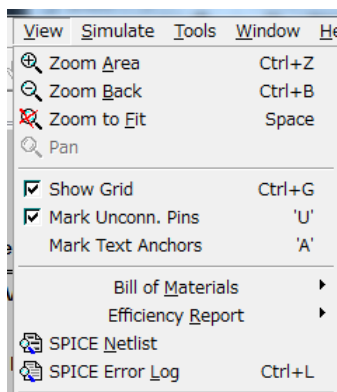 View Simulate Tools Window He
Zoom Area Ctrl+Z
Zoom Back Ctrl+B
Zoom to Fit Space
Pan
Show Grid Ctrl+G
Mark Unconn. Pins 'U'
Mark Text Anchors 'A'
Bill of Materials
Efficiency Report
SPICE Netlist
SPICE Error Log Ctrl+L